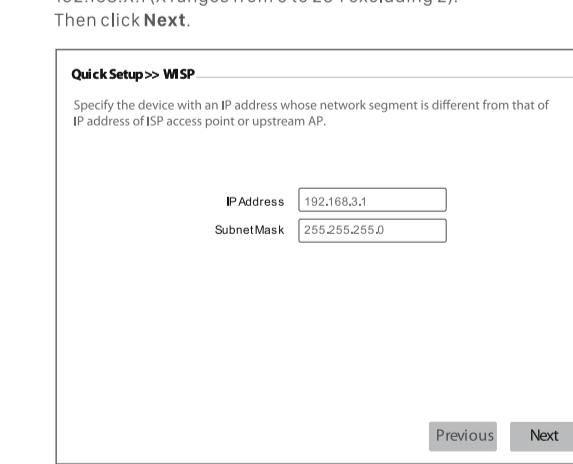 Then click Next.
Quick Setup >> WISP
Specify the device with an IP address whose network segment is different from that of
IP address of ISP access point or upstream AP.
IP Address 192.168.3.1
Subnet Mask 255.255.255.0
Previous Next